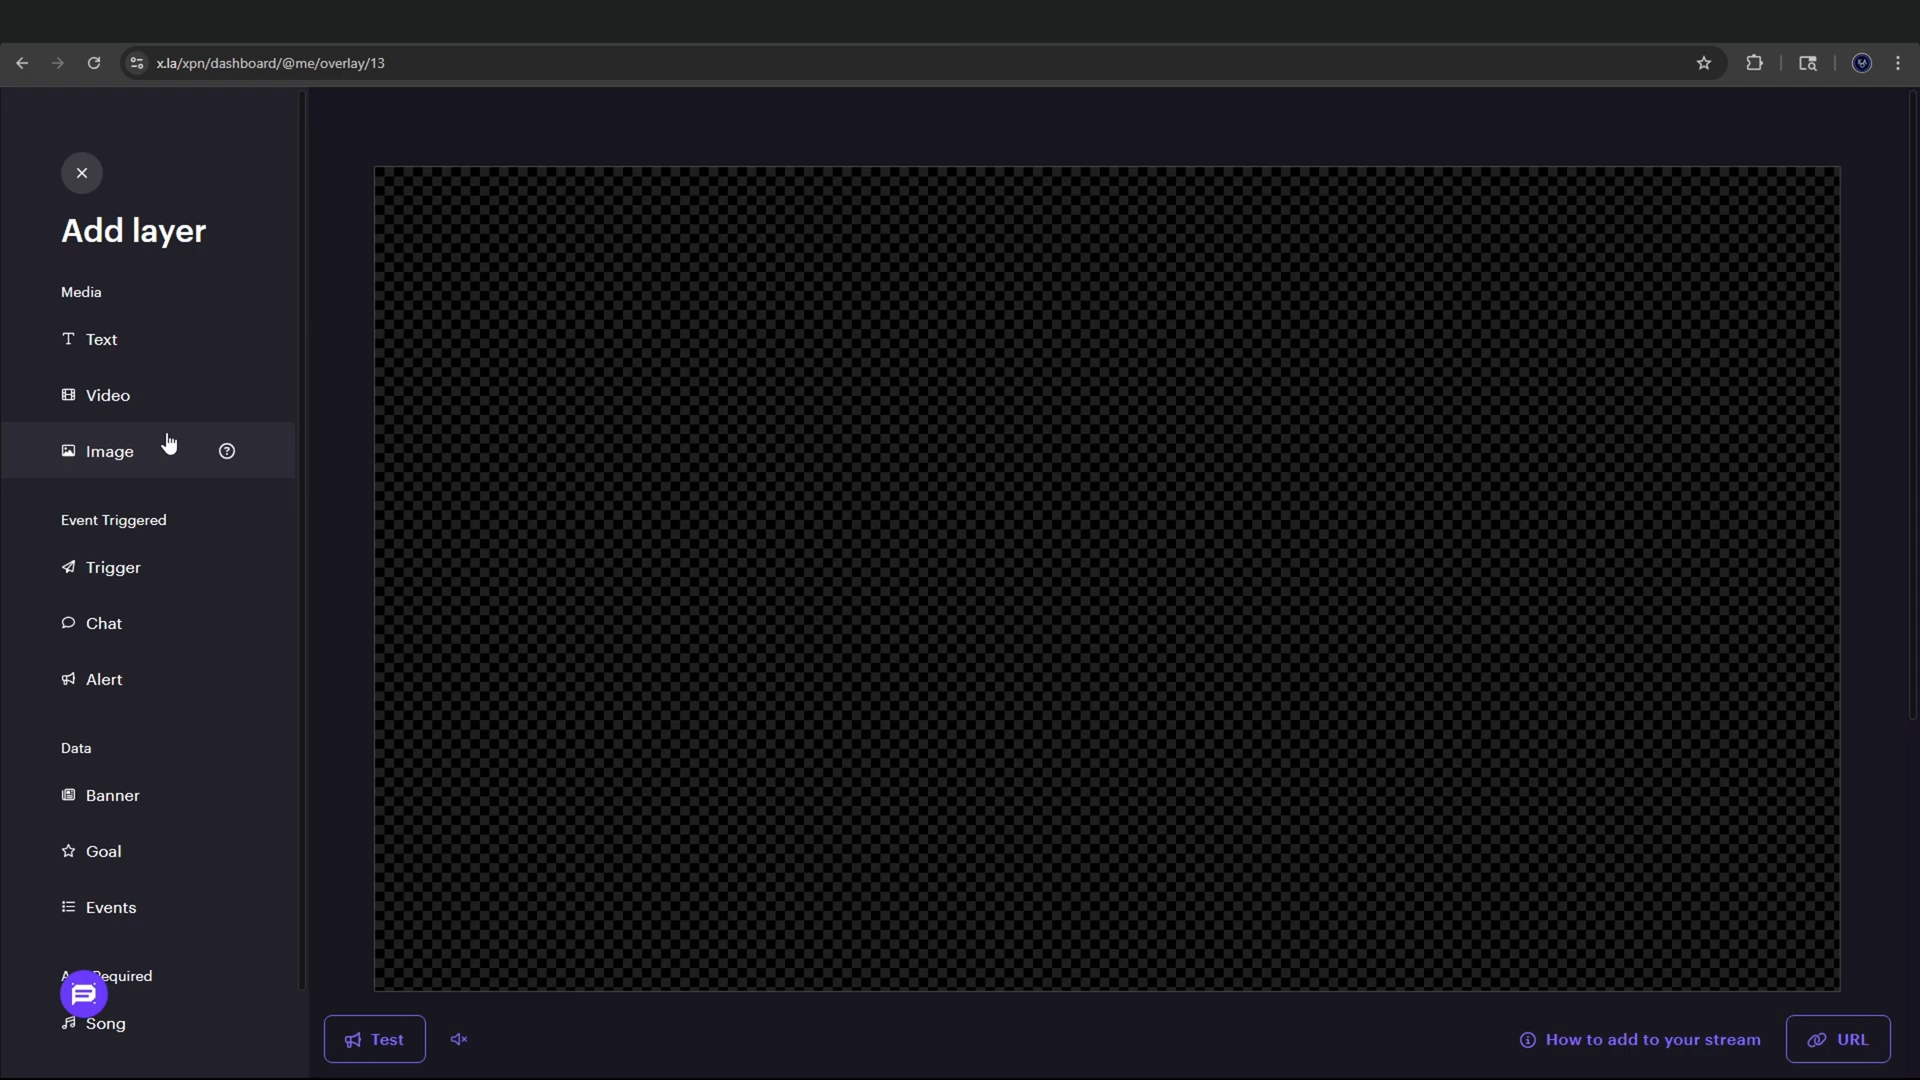 x.la/xpn/dashboard/@me/overlay/13
Add layer
Media
Text
Video
Image
Event Triggered
Trigger
Chat
Alert
Data
Banner
Goal
Events
Required
Song
Test
How to add to your stream
URL